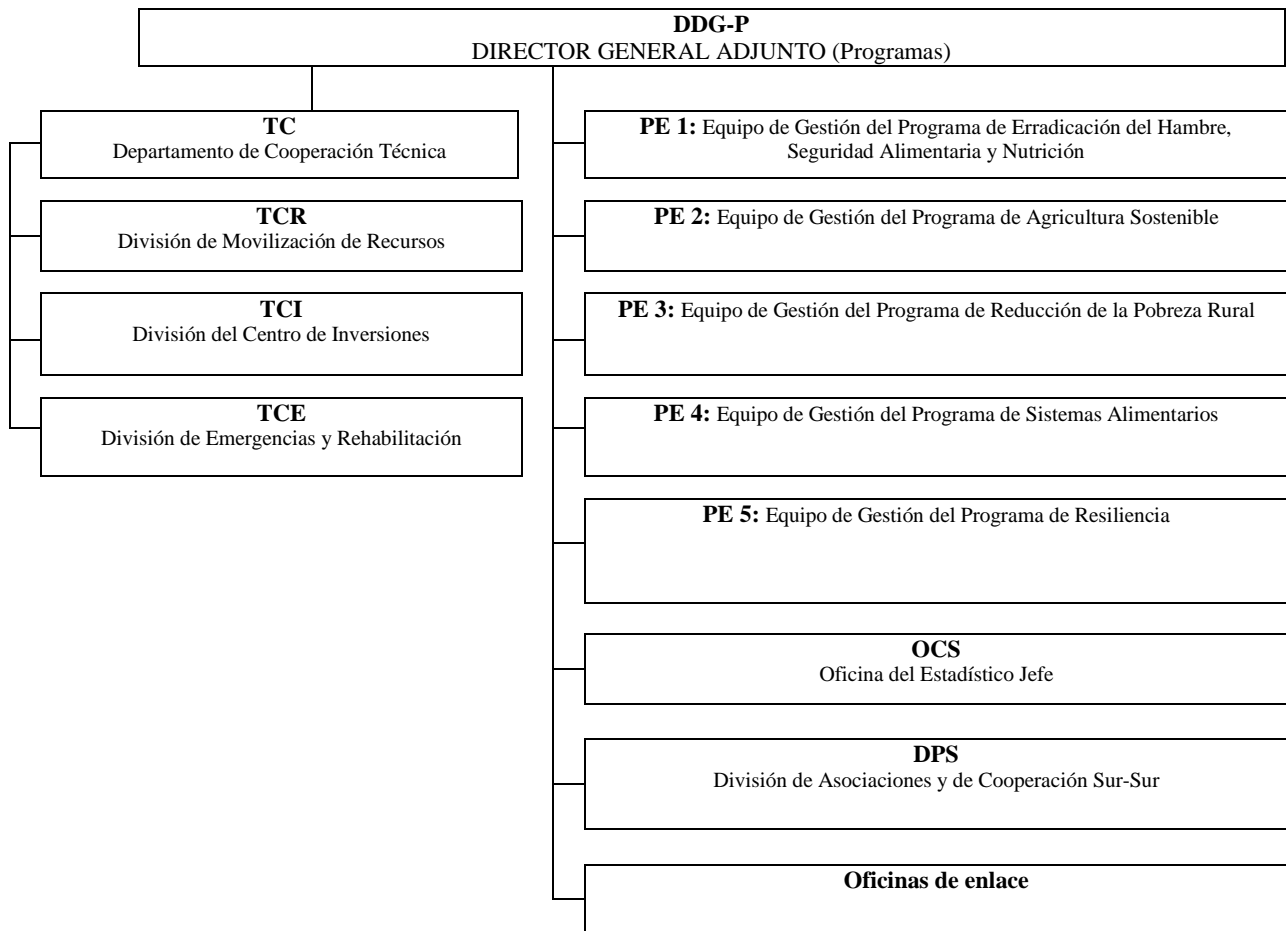 DDG-P
DIRECTOR GENERAL ADJUNTO (Programas)
TC
Departamento de Cooperación Técnica
TCR
División de Movilización de Recursos
TCI
División del Centro de Inversiones
TCE
División de Emergencias y Rehabilitación
PE 1: Equipo de Gestión del Programa de Erradicación del Hambre,
Seguridad Alimentaria y Nutrición
PE 2: Equipo de Gestión del Programa de Agricultura Sostenible
PE 3: Equipo de Gestión del Programa de Reducción de la Pobreza Rural
PE 4: Equipo de Gestión del Programa de Sistemas Alimentarios
PE 5: Equipo de Gestión del Programa de Resiliencia
OCS
Oficina del Estadístico Jefe
DPS
División de Asociaciones y de Cooperación Sur-Sur
Oficinas de enlace